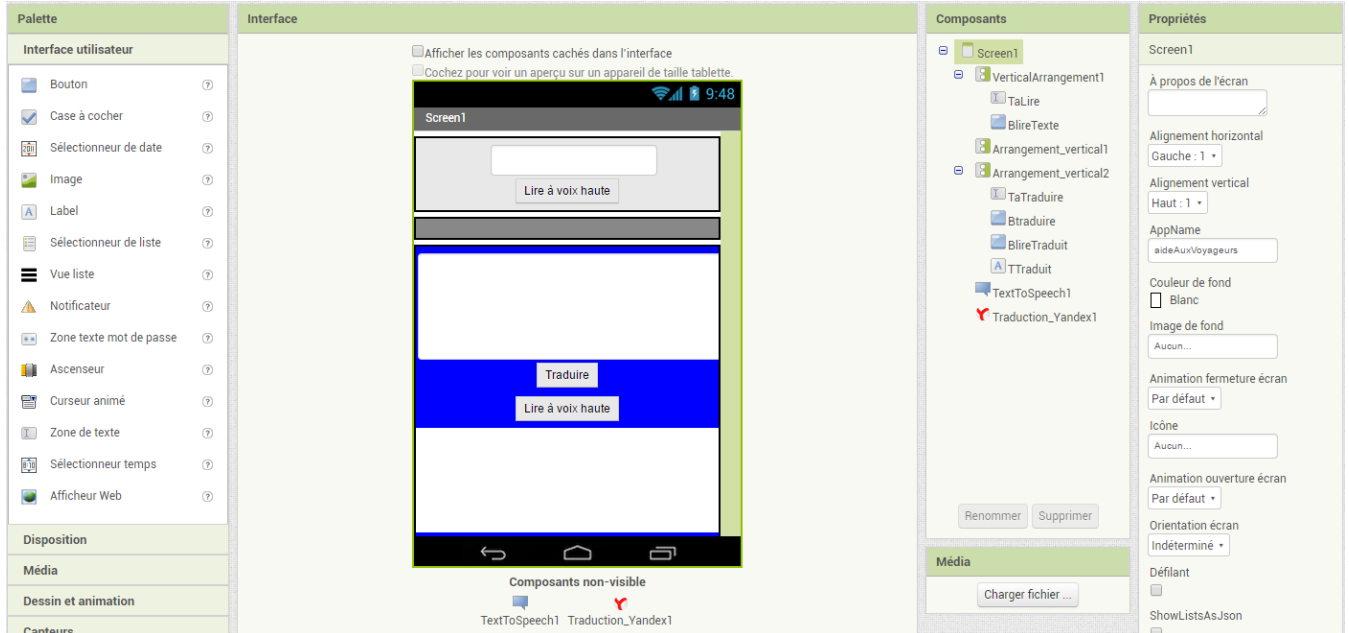 Palette
Interface utilisateur
Bouton
Case à cocher
Sélectionneur de date
Image
Label
Sélectionneur de liste
Vue liste
Notificateur
Zone texte mot de passe
Ascenseur
Curseur animé
Zone de texte
Sélectionneur temps
Afficheur Web
Disposition
Média
Dessin et animation
Capteurs
Interface
Afficher les composants cachés dans l'interface
Cochez pour voir un aperçu sur un appareil de taille tablette.
9:48
Screen1
Lire à voix haute
Traduire
Lire à voix haute
Composants non-visible
TextToSpeech1 Traduction_Yandex1
Composants
Screen1
VerticalArrangement1
TaLire
BlireTexte
Arrangement_vertical1
Arrangement_vertical2
TaTraduire
Btraduire
BlireTraduit
TTraduit
TextToSpeech1
Traduction_Yandex1
Renommer Supprimer
Média
Charger fichier ...
Propriétés
Screen1
À propos de l'écran
Alignement horizontal
Gauche : 1
Alignement vertical
Haut : 1
AppName
aideAuxVoyageurs
Couleur de fond
Blanc
Image de fond
Aucun...
Animation fermeture écran
Par défaut
Icône
Aucun...
Animation ouverture écran
Par défaut
Orientation écran
Indéterminé
Défilant
ShowListsAsJson